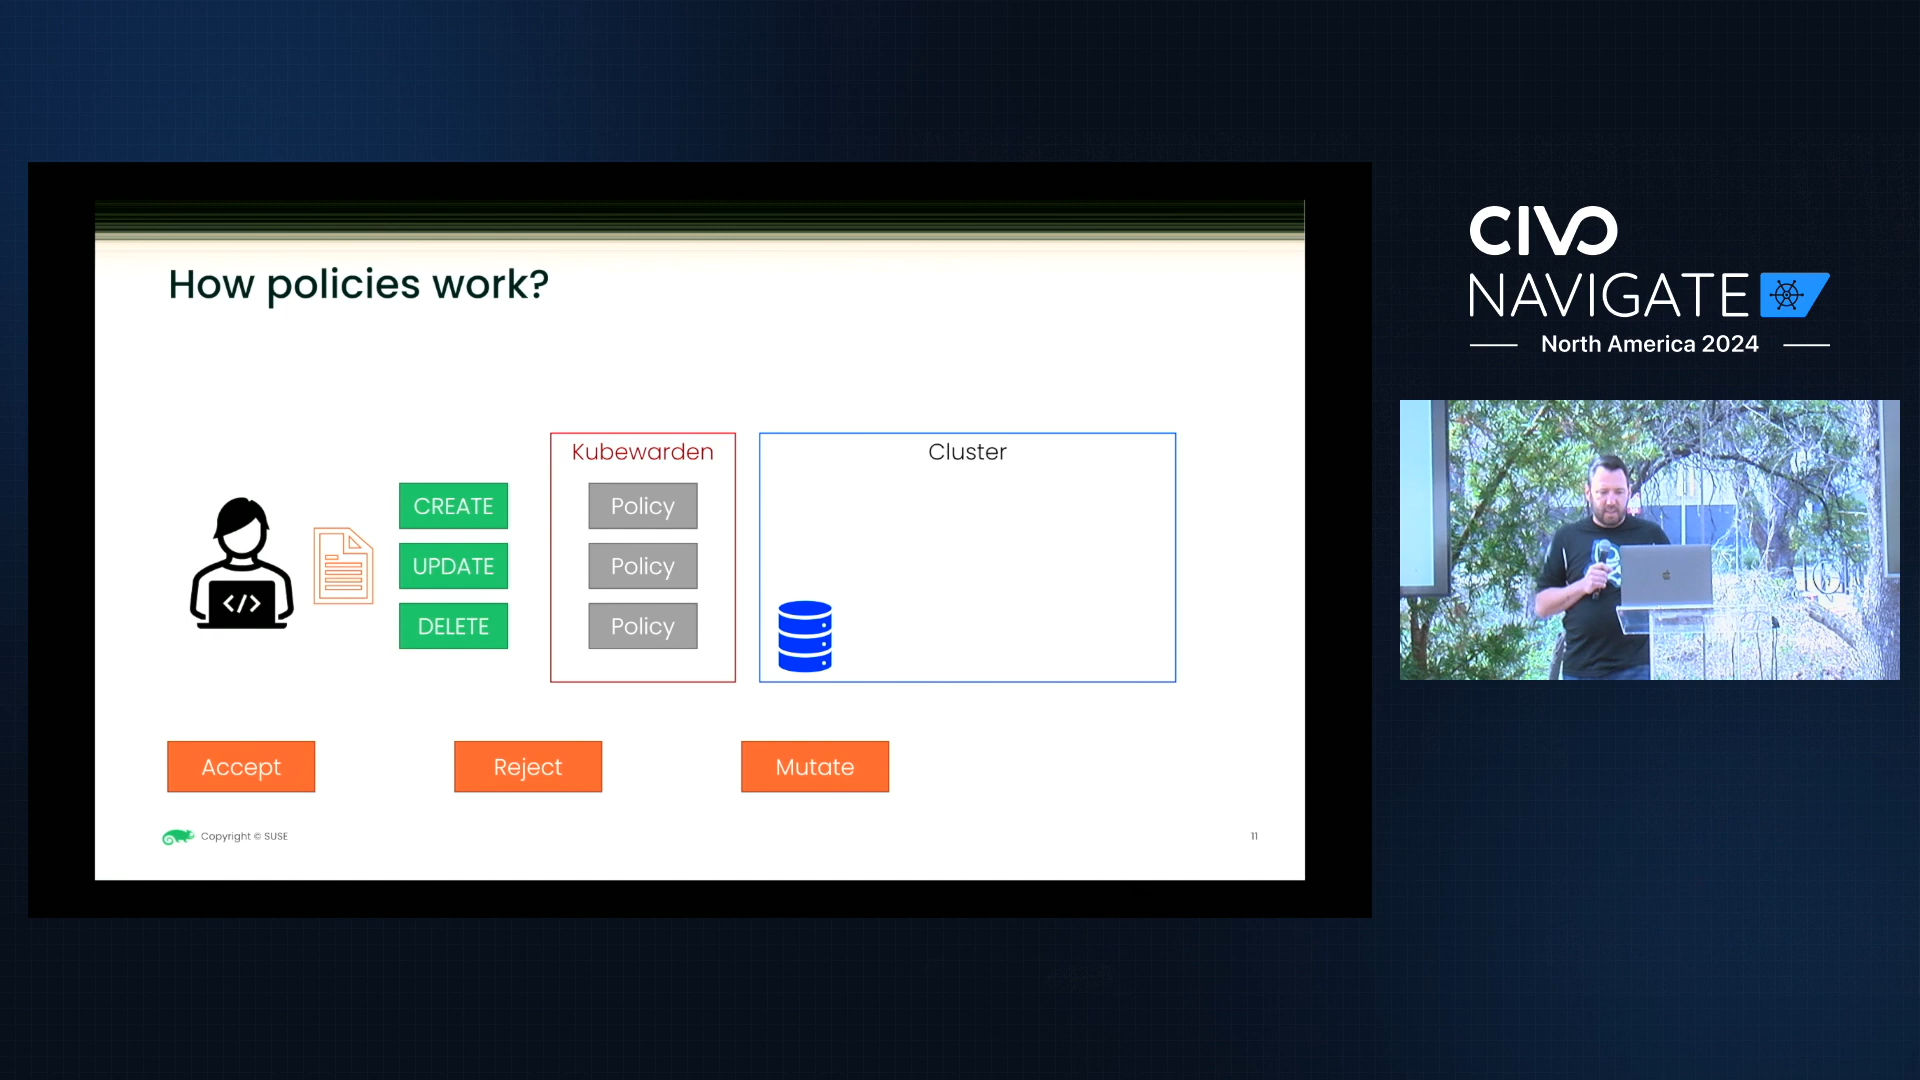 How policies work?
CREATE
UPDATE
DELETE
Kubewarden
Policy
Policy
Policy
Cluster
Accept
Reject
Mutate
Copyright © SUSE
11
CIVO
NAVIGATE
North America 2024